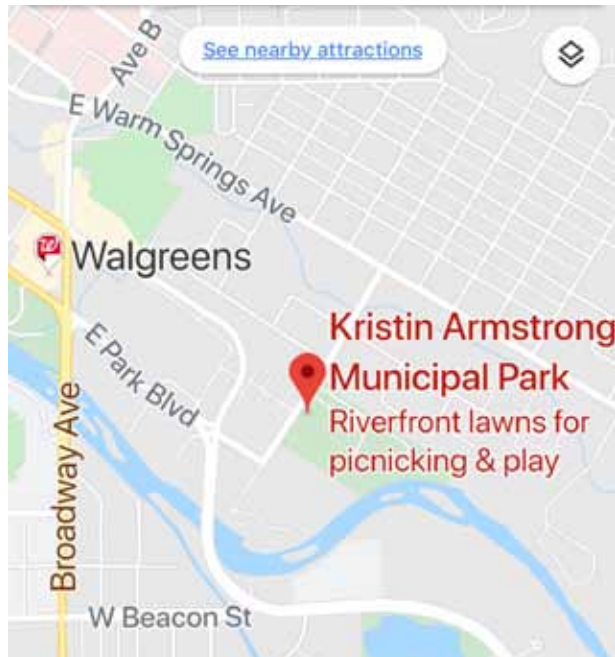 See nearby attractions
Ave B
E Warm Springs Ave
Walgreens
Kristin Armstrong
Municipal Park
Riverfront lawns for
picnicking & play
E Park Blvd
Broadway Ave
W Beacon St